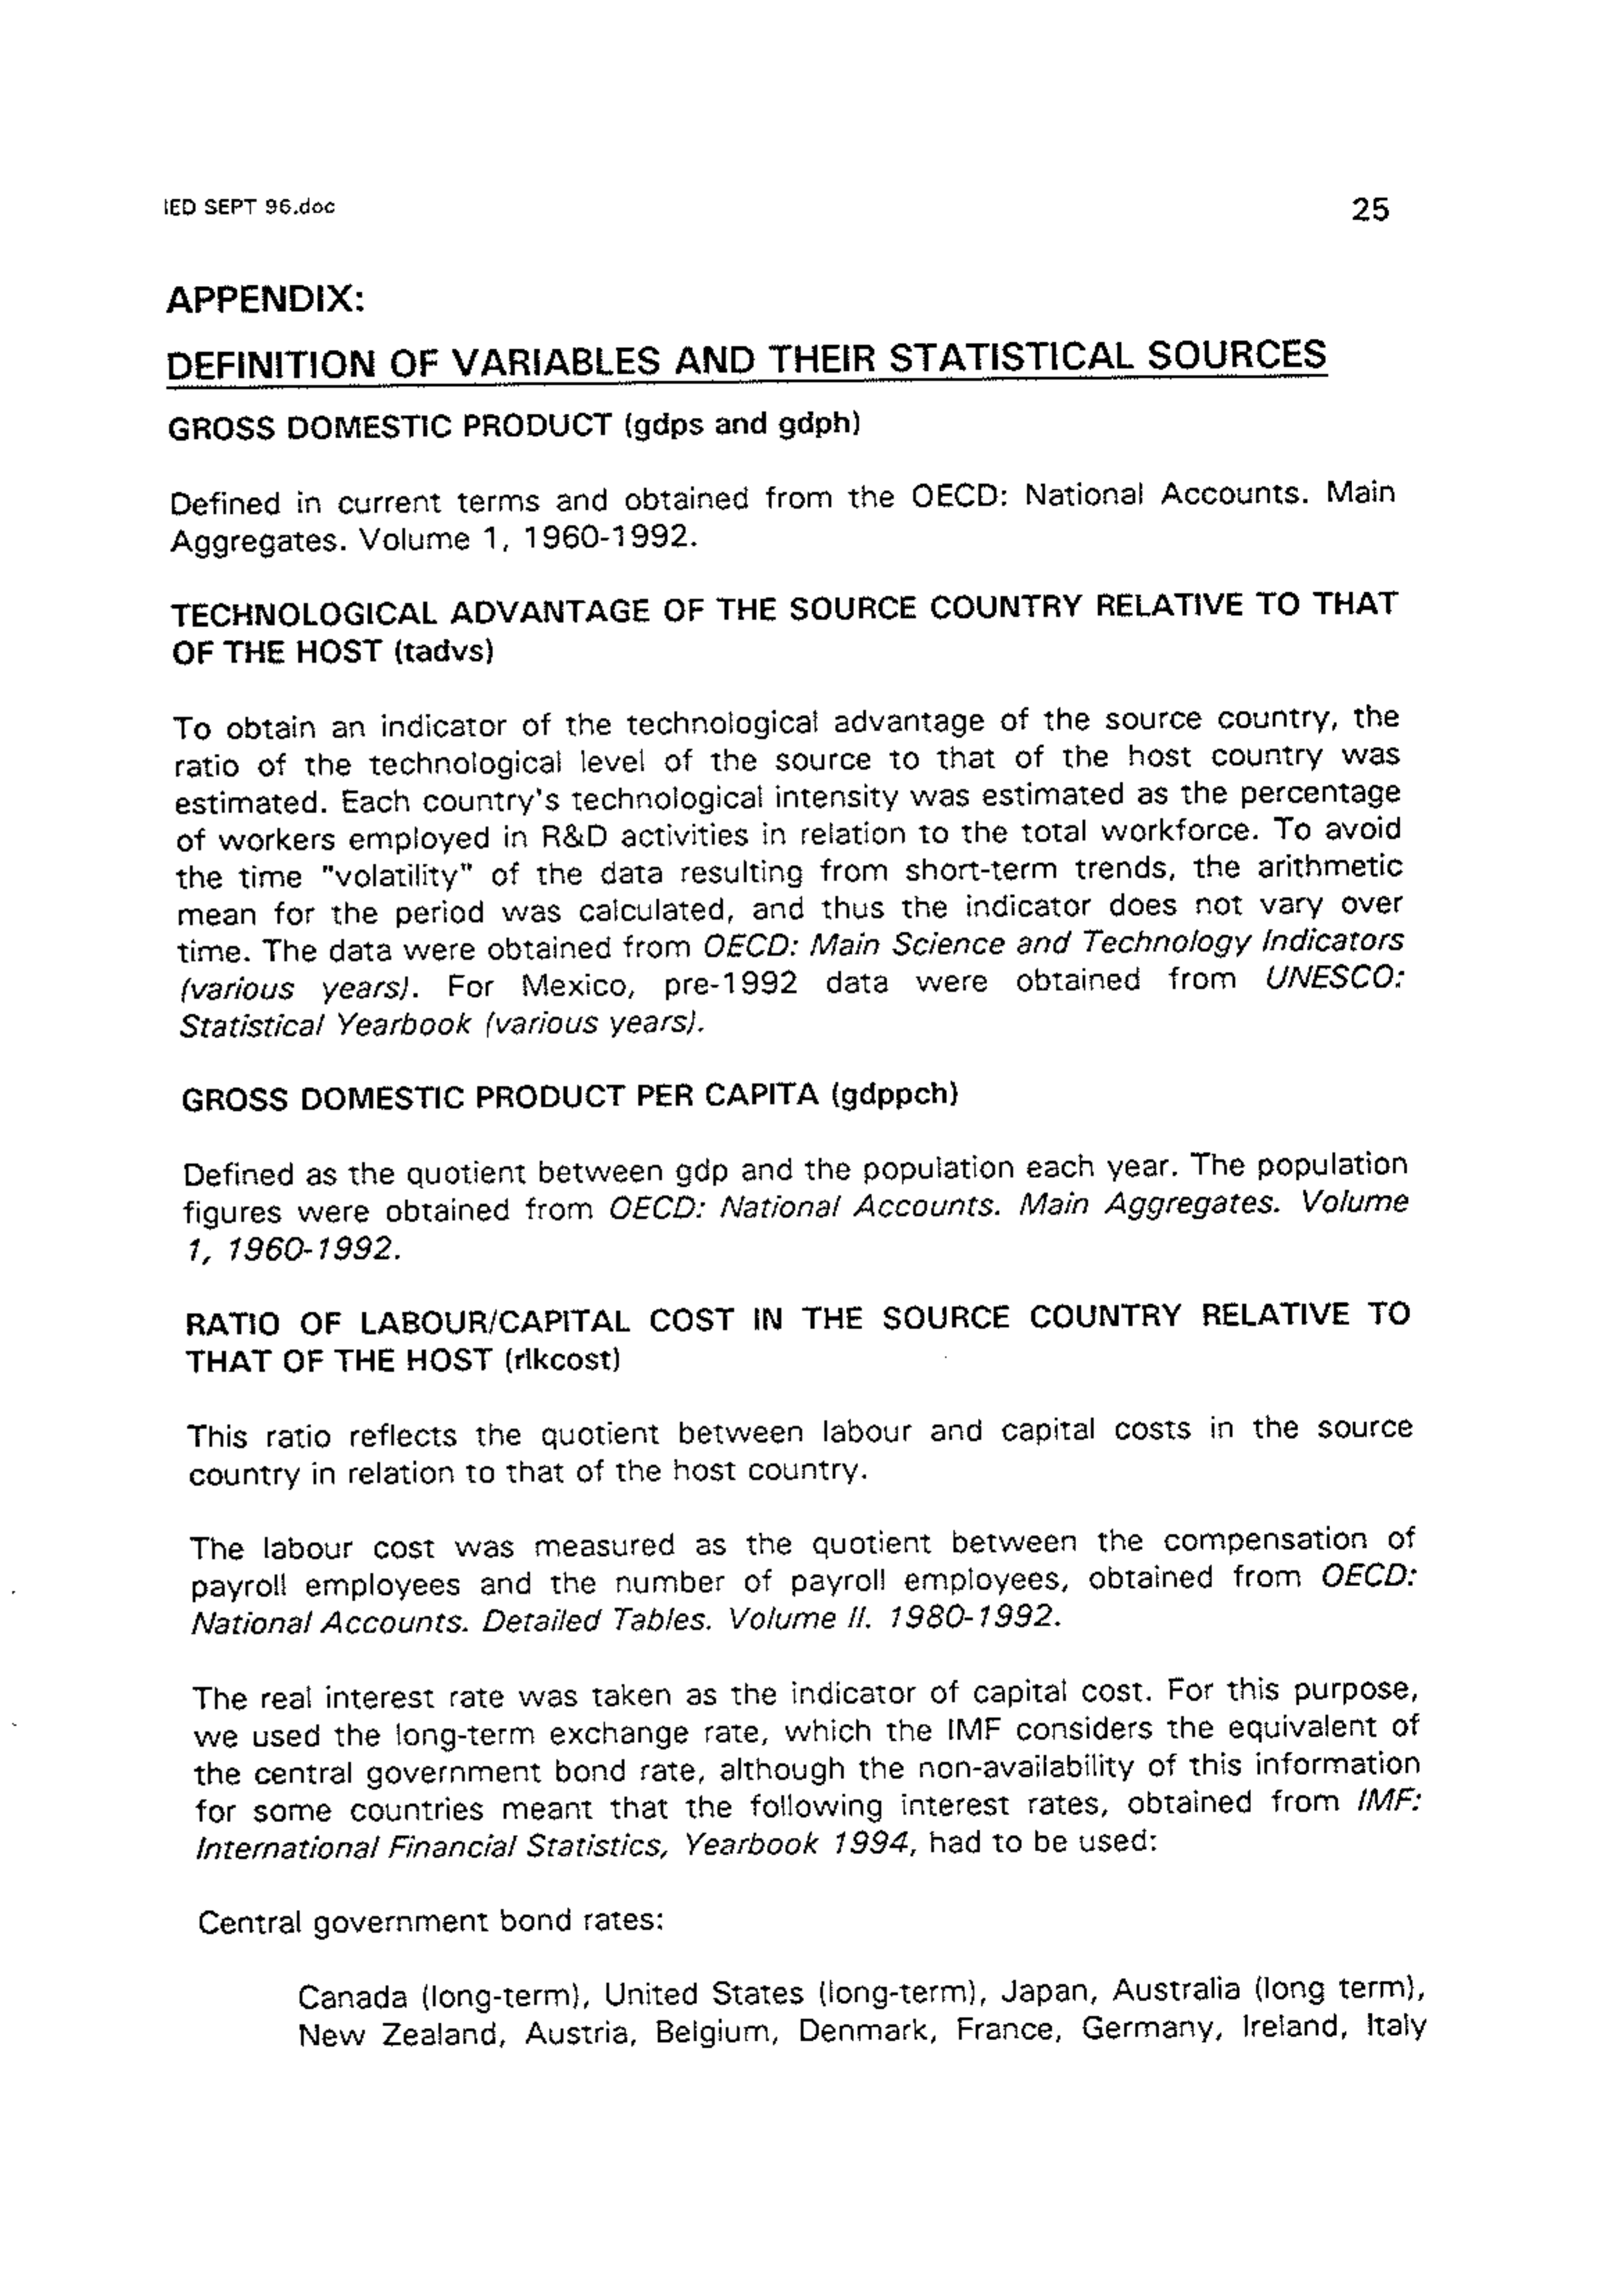 IED SEPT 96.doc
25
APPENDIX:
DEFINITION OF VARIABLES AND THEIR STATISTICAL SOURCES
GROSS DOMESTIC PRODUCT (gdps and gdph)
Defined in current terms and obtained from the OECD: National Accounts. Main
Aggregates. Volume 1, 1960-1992.
TECHNOLOGICAL ADVANTAGE OF THE SOURCE COUNTRY RELATIVE TO THAT
OF THE HOST (tadvs)
To obtain an indicator of the technological advantage of the source country, the
ratio of the technological level of the source to that of the host country was
estimated. Each country's technological intensity was estimated as the percentage
of workers employed in R&D activities in relation to the total workforce. To avoid
the time "volatility" of the data resulting from short-term trends, the arithmetic
mean for the period was calculated, and thus the indicator does not vary over
time. The data were obtained from OECD: Main Science and Technology Indicators
(various years). For Mexico, pre-1992 data were obtained from UNESCO:
Statistical Yearbook (various years).
GROSS DOMESTIC PRODUCT PER CAPITA (gdppch)
Defined as the quotient between gdp and the population each year. The population
figures were obtained from OECD: National Accounts. Main Aggregates. Volume
1, 1960-1992.
RATIO OF LABOUR/CAPITAL COST IN THE SOURCE COUNTRY RELATIVE TO
THAT OF THE HOST (rlkcost)
This ratio reflects the quotient between labour and capital costs in the source
country in relation to that of the host country.
The labour cost was measured as the quotient between the compensation of
payroll employees and the number of payroll employees, obtained from OECD:
National Accounts. Detailed Tables. Volume II. 1980-1992.
The real interest rate was taken as the indicator of capital cost. For this purpose,
we used the long-term exchange rate, which the IMF considers the equivalent of
the central government bond rate, although the non-availability of this information
for some countries meant that the following interest rates, obtained from IMF:
International Financial Statistics, Yearbook 1994, had to be used:
Central government bond rates:
Canada (long-term), United States (long-term), Japan, Australia (long term),
New Zealand, Austria, Belgium, Denmark, France, Germany, Ireland, Italy